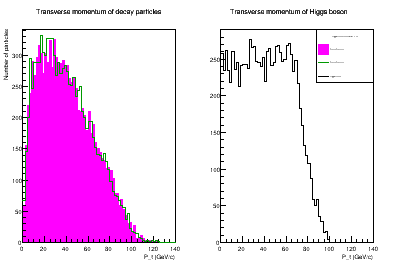 Transverse momentum of decay particles
Number of particles
300
250
200
150
100
50
0
0 20 40 60 80 100 120 140
P_t (GeV/c)
Transverse momentum of Higgs boson
250
200
150
100
50
0
0 20 40 60 80 100 120 140
P_t (GeV/c)